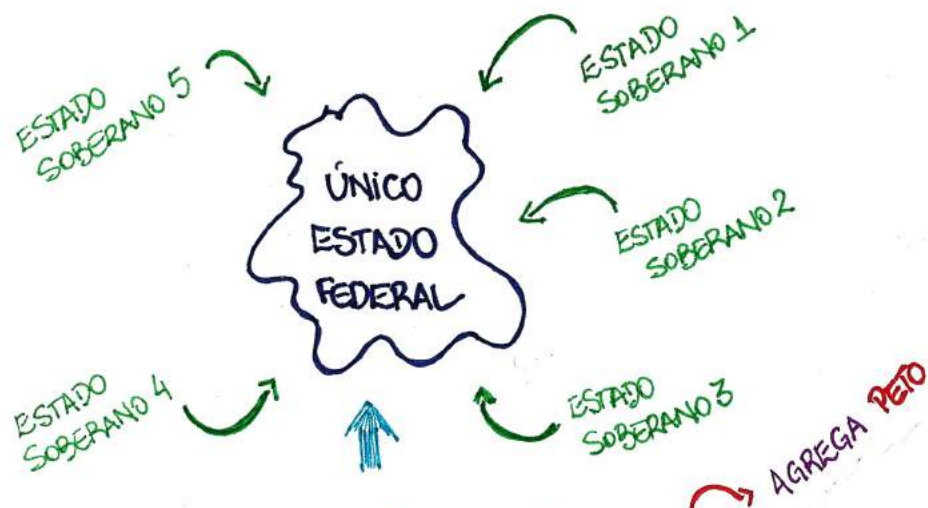 ESTADO
SOBERANO 1
ESTADO
SOBERANO 5
ÚNICO
ESTADO
FEDERAL
ESTADO
SOBERANO 2
ESTADO
SOBERANO 4
ESTADO
SOBERANO 3
AGREGA PETO